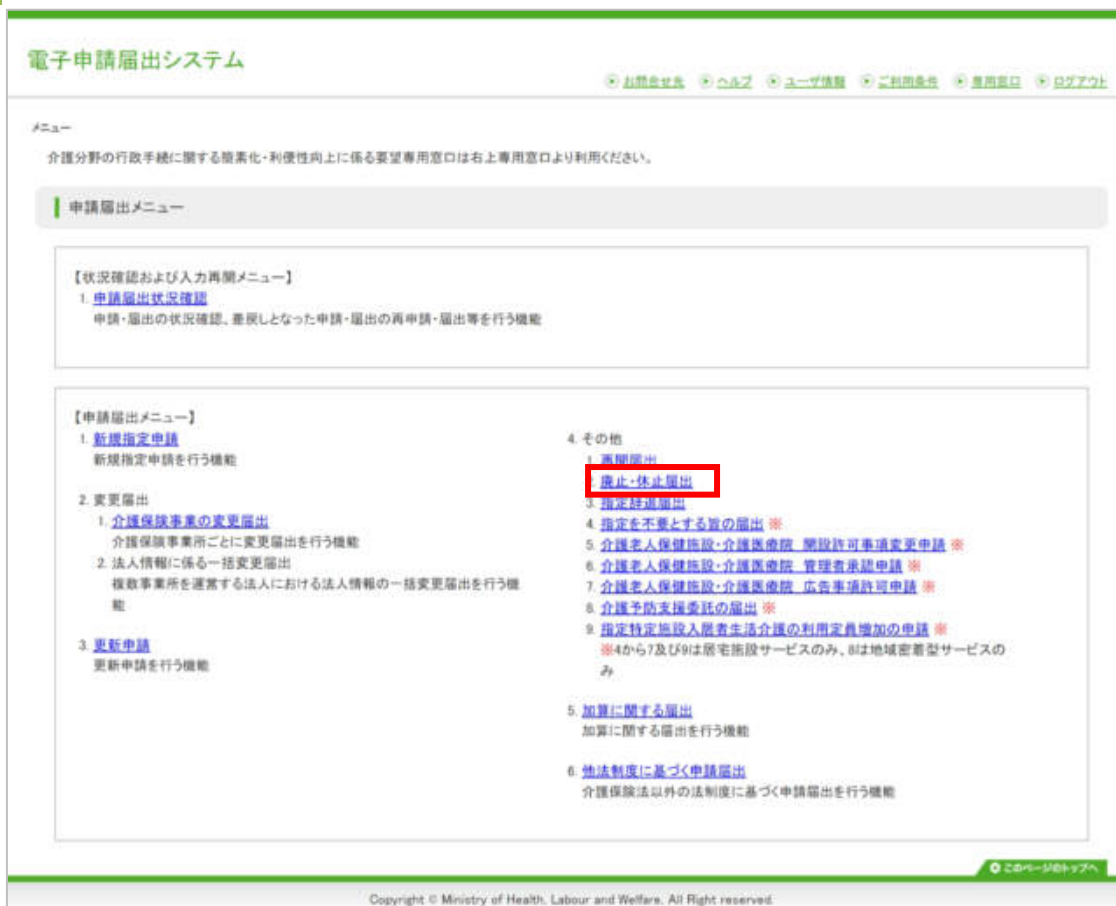 電子申請届出システム
お問合せ先 ヘルプ ユーザ情報 ご利用条件 専用窓口 ログアウト
メニュー
介護分野の行政手続に関する簡素化・利便性向上に係る要望専用窓口は右上専用窓口より利用ください。
申請届出メニュー
【状況確認および入力再開メニュー】
1. 申請届出状況確認
申請・届出の状況確認、差戻しとなった申請・届出の再申請・届出等を行う機能
【申請届出メニュー】
1. 新規指定申請
新規指定申請を行う機能
2. 変更届出
1. 介護保険事業の変更届出
介護保険事業所ごとに変更届出を行う機能
2. 法人情報に係る一括変更届出
複数事業所を運営する法人における法人情報の一括変更届出を行う機
能
3. 更新申請
更新申請を行う機能
4. その他
1. 再開届出
2. 廃止・休止届出
3. 指定辞退届出
4. 指定を不要とする旨の届出 ※
5. 介護老人保健施設・介護医療院 開設許可事項変更申請 ※
6. 介護老人保健施設・介護医療院 管理者承認申請 ※
7. 介護老人保健施設・介護医療院 広告事項許可申請 ※
8. 介護予防支援委託の届出 ※
9. 指定特定施設入居者生活介護の利用定員増加の申請 ※
※4から7及び9は居宅施設サービスのみ、8は地域密着型サービスの
み
5. 加算に関する届出
加算に関する届出を行う機能
6. 他法制度に基づく申請届出
介護保険法以外の法制度に基づく申請届出を行う機能
このページのトップへ
Copyright © Ministry of Health, Labour and Welfare. All Right reserved.